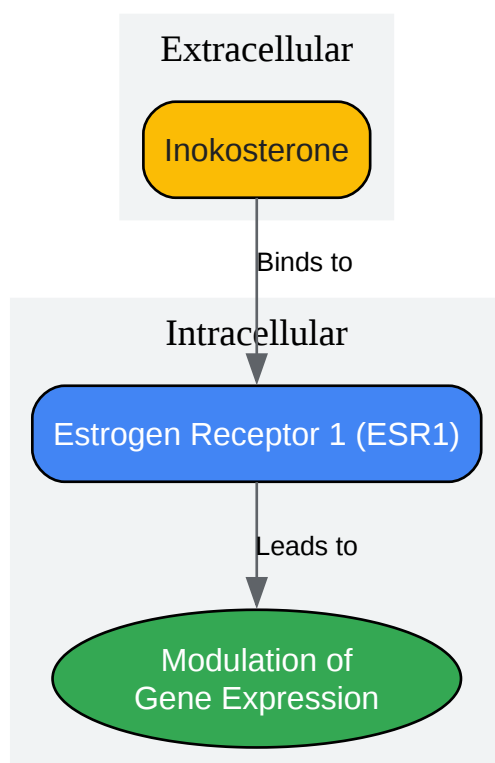 Extracellular
Inokosterone
Binds to
Intracellular
Estrogen Receptor 1 (ESR1)
Leads to
Modulation of
Gene Expression